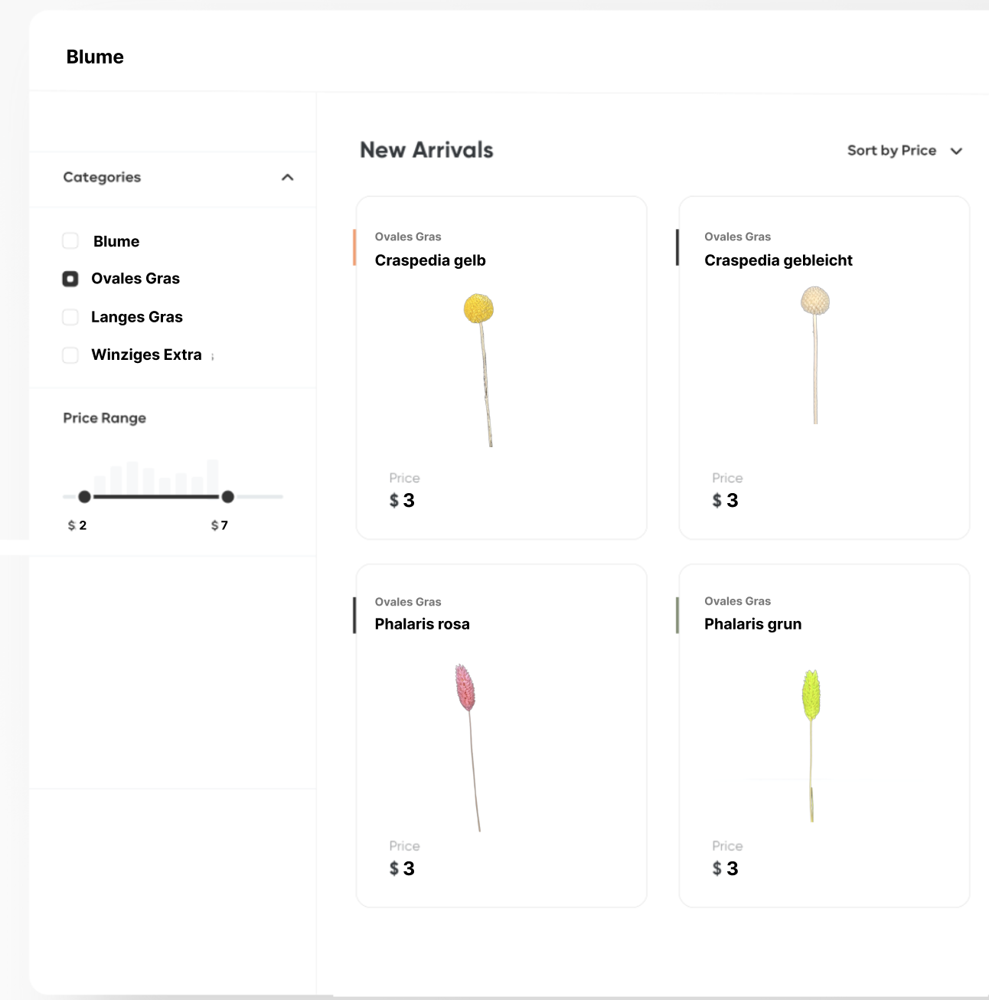 Blume
New Arrivals
Sort by Price
Categories
Blume
Ovales Gras
Langes Gras
Winziges Extra
Price Range
$ 2
$ 7
Ovales Gras
Craspedia gelb
Price
$ 3
Ovales Gras
Craspedia gebleicht
Price
$ 3
Ovales Gras
Phalaris rosa
Price
$ 3
Ovales Gras
Phalaris grun
Price
$ 3